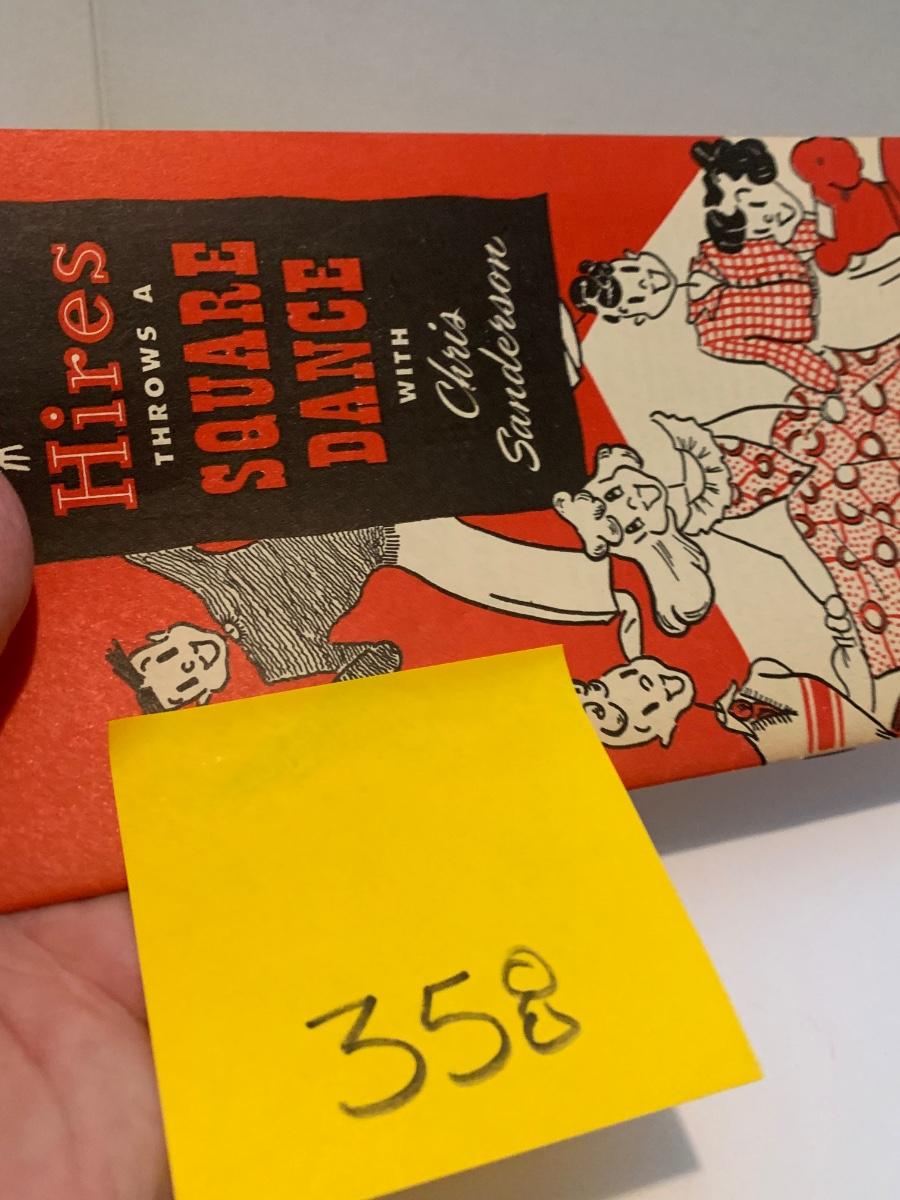 Hires
THROWS A
SQUARE
DANCE
WITH
Chris
Sanderson
358